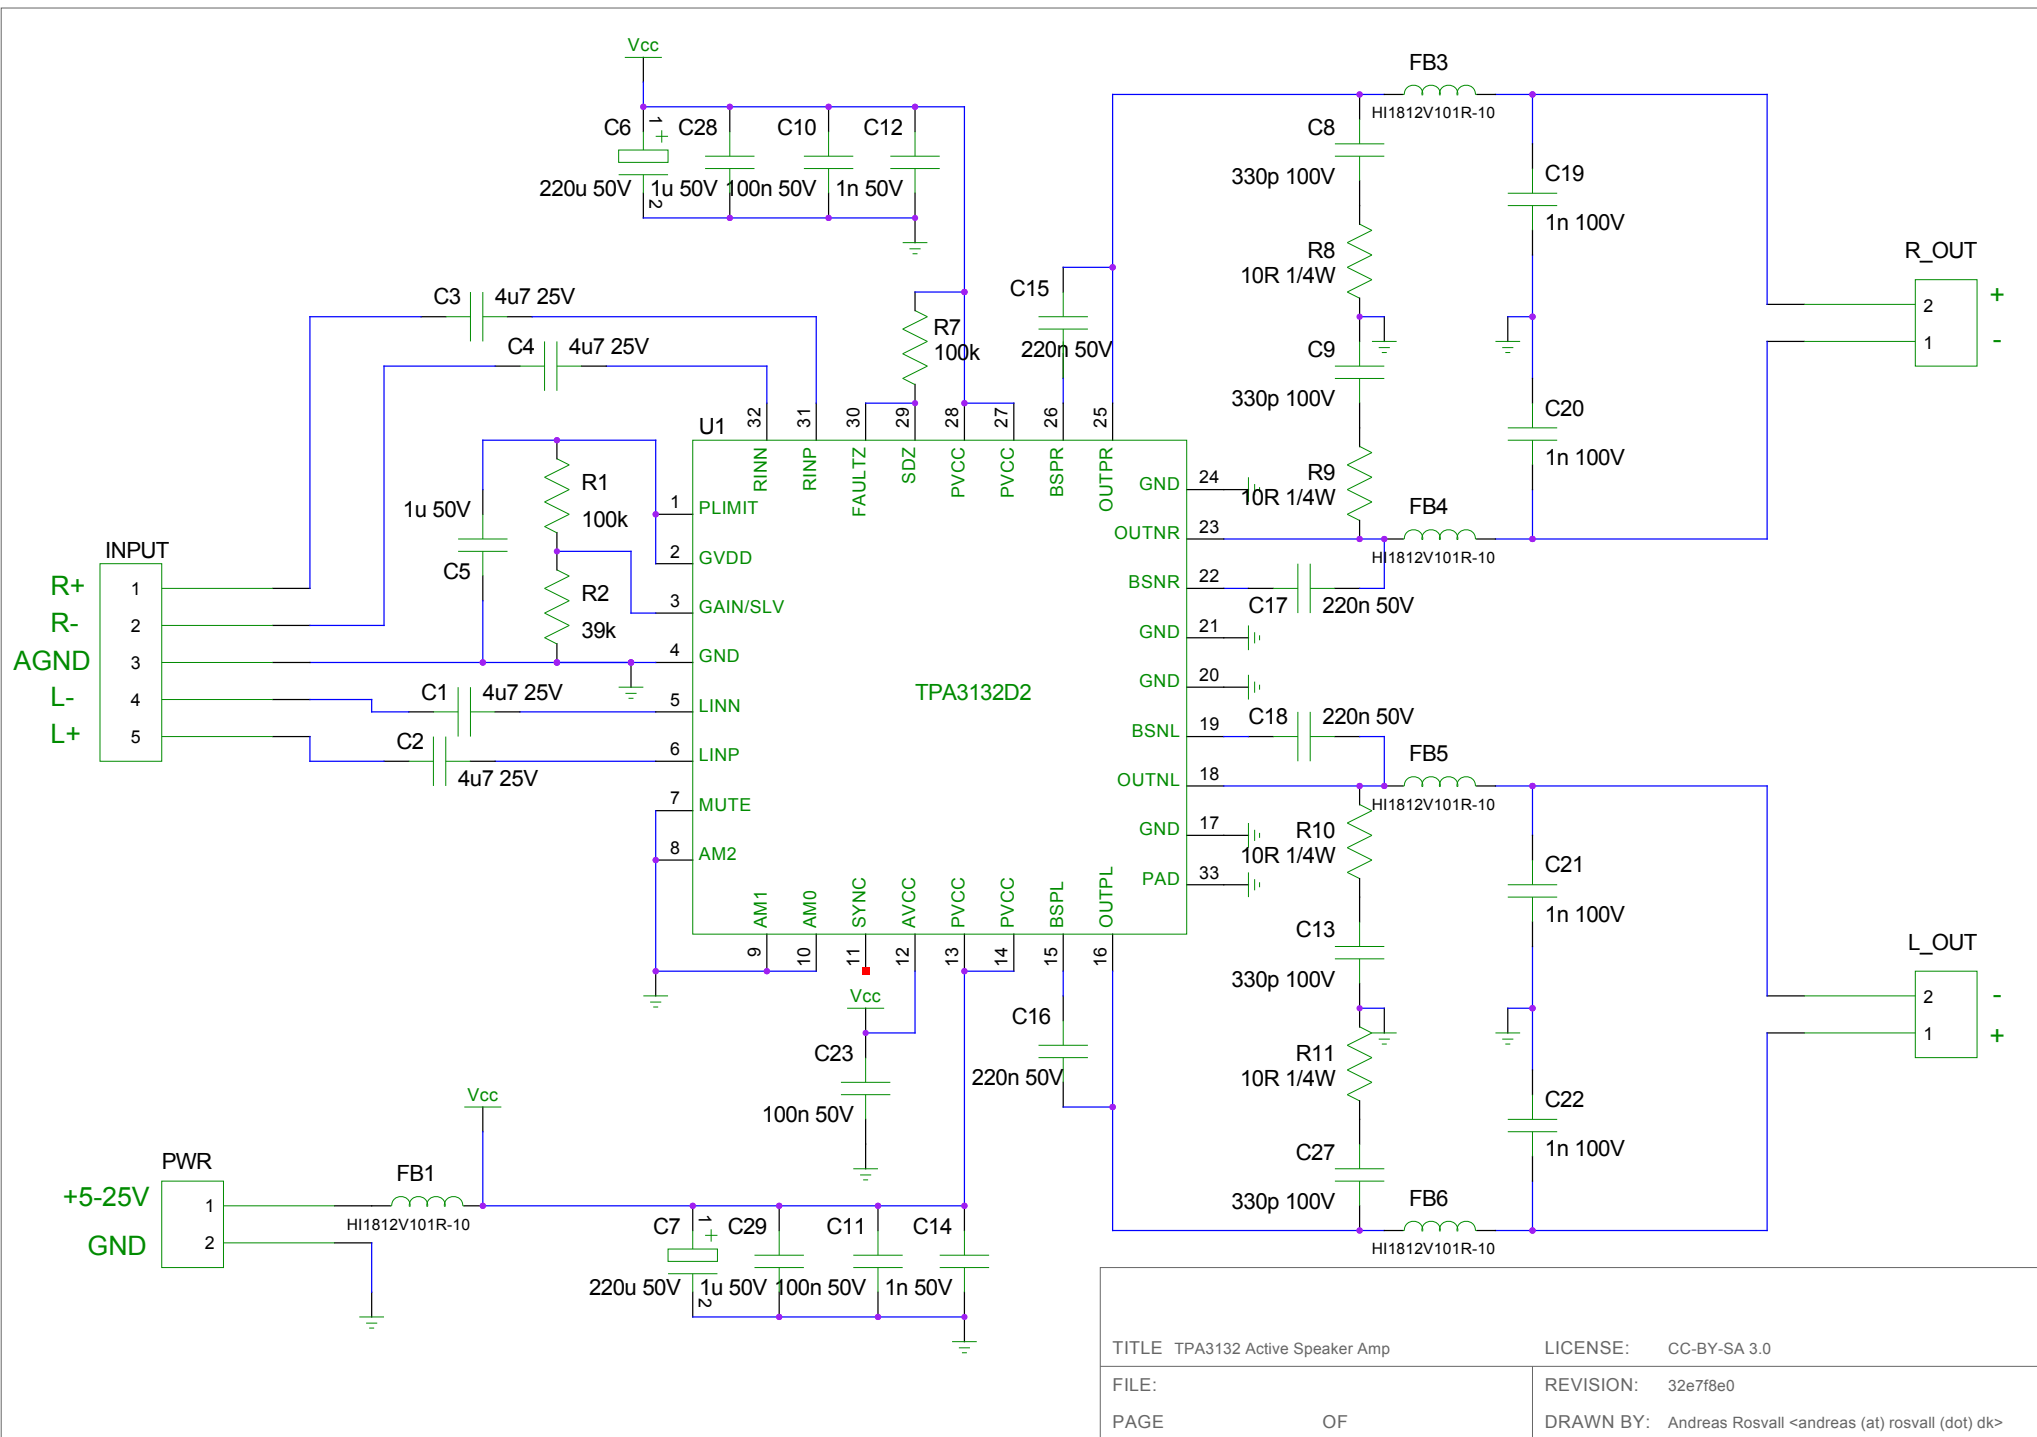 Vcc
C6
1
+
C28
C10
C12
220u 50V
2
1u 50V
100n 50V
1n 50V
FB3
HI1812V101R-10
C8
330p 100V
C19
1n 100V
R8
10R 1/4W
R_OUT
2
+
1
-
C3
4u7 25V
C4
4u7 25V
R7
100k
C15
220n 50V
C9
330p 100V
C20
1n 100V
R9
10R 1/4W
FB4
HI1812V101R-10
U1
32
31
30
29
28
27
26
25
RINN
RINP
FAULTZ
SDZ
PVCC
PVCC
BSPR
OUTPR
R1
100k
1u 50V
C5
R2
39k
INPUT
R+
1
R-
2
AGND
3
L-
4
L+
5
C1
4u7 25V
C2
4u7 25V
1
PLIMIT
2
GVDD
3
GAIN/SLV
4
GND
5
LINN
6
LINP
7
MUTE
8
AM2
TPA3132D2
GND
24
OUTNR
23
BSNR
22
GND
21
GND
20
BSNL
19
OUTNL
18
GND
17
PAD
33
C17
220n 50V
C18
220n 50V
FB5
HI1812V101R-10
R10
10R 1/4W
C21
1n 100V
C13
330p 100V
L_OUT
2
-
1
+
AM1
AM0
SYNC
AVCC
PVCC
PVCC
BSPL
OUTPL
9
10
11
12
13
14
15
16
Vcc
C23
100n 50V
C16
220n 50V
R11
10R 1/4W
C22
1n 100V
C27
330p 100V
FB6
HI1812V101R-10
Vcc
PWR
+5-25V
1
GND
2
FB1
HI1812V101R-10
C7
1
+
C29
C11
C14
220u 50V
2
1u 50V
100n 50V
1n 50V
TITLE TPA3132 Active Speaker Amp
LICENSE: CC-BY-SA 3.0
FILE:
REVISION: 32e7f8e0
PAGE OF
DRAWN BY: Andreas Rosvall <andreas (at) rosvall (dot) dk>